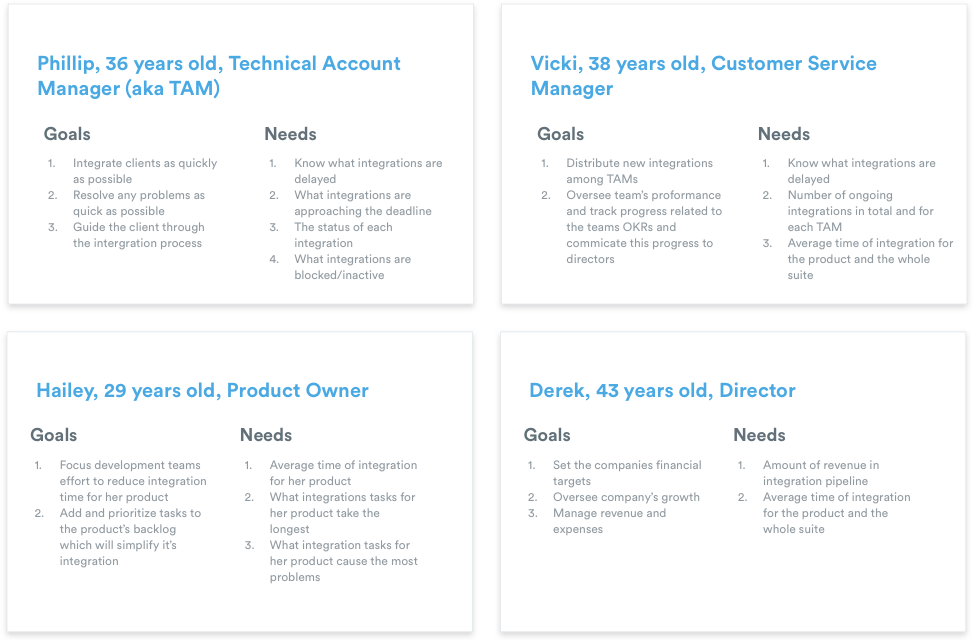 Phillip, 36 years old, Technical Account
Manager (aka TAM)
Goals
1. Integrate clients as quickly
as possible
2. Resolve any problems as
quick as possible
3. Guide the client through
the intergration process
Needs
1. Know what integrations are
delayed
2. What integrations are
approaching the deadline
3. The status of each
integration
4. What integrations are
blocked/inactive
Vicki, 38 years old, Customer Service
Manager
Goals
1. Distribute new integrations
among TAMs
2. Oversee team's proformance
and track progress related to
the teams OKRs and
commicate this progress to
directors
Needs
1. Know what integrations are
delayed
2. Number of ongoing
integrations in total and for
each TAM
3. Average time of integration for
the product and the whole
suite
Hailey, 29 years old, Product Owner
Goals
1. Focus development teams
effort to reduce integration
time for her product
2. Add and prioritize tasks to
the product's backlog
which will simplify it's
integration
Needs
1. Average time of integration
for her product
2. What integrations tasks for
her product take the
longest
3. What integration tasks for
her product cause the most
problems
Derek, 43 years old, Director
Goals
1. Set the companies financial
targets
2. Oversee company's growth
3. Manage revenue and
expenses
Needs
1. Amount of revenue in
integration pipeline
2. Average time of integration
for the product and the
whole suite